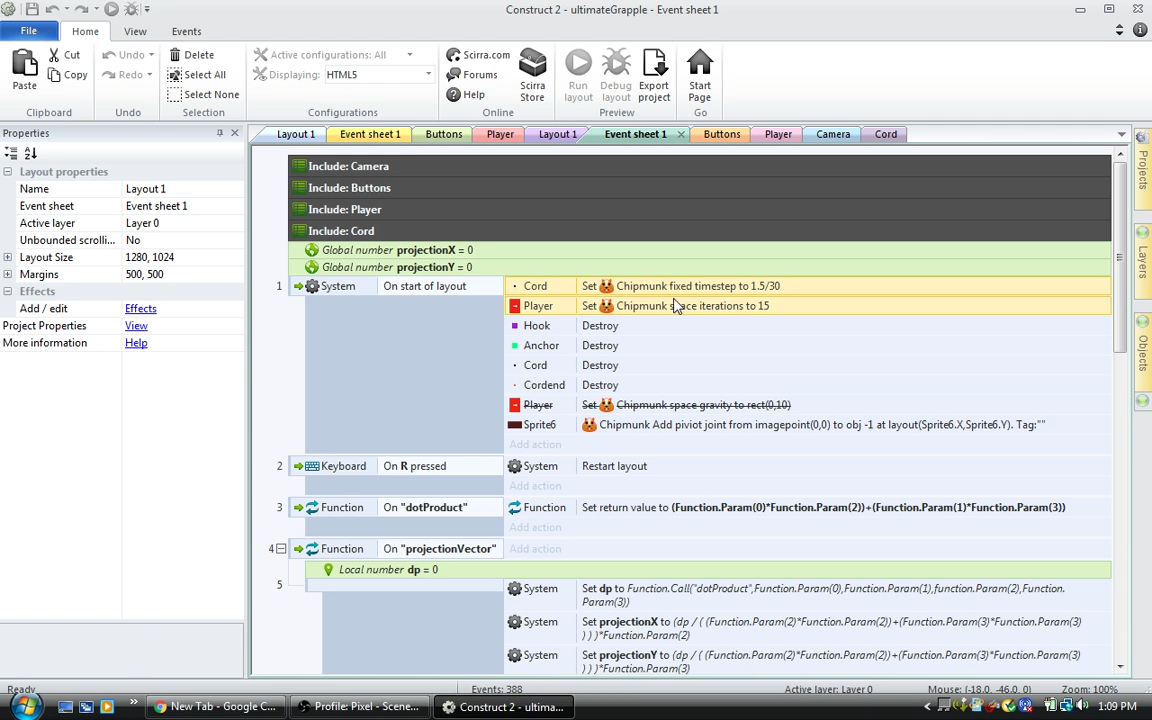 Construct 2 - ultimateGrapple - Event sheet 1
File Home View Events
Paste Cut Copy
Clipboard
Undo Redo
Undo
Delete
Select All
Select None
Selection
Active configurations: All
Displaying: HTML5
Configurations
Scirra.com
Forums
Help
Scirra Store
Online
Run layout
Debug layout
Export project
Preview
Start Page
Go
Properties
Layout 1 Event sheet 1 Buttons Player Layout 1 Event sheet 1 Buttons Player Camera Cord
Layout properties
Name Layout 1
Event sheet Event sheet 1
Active layer Layer 0
Unbounded scrolli... No
Layout Size 1280, 1024
Margins 500, 500
Effects
Add / edit Effects
Project Properties View
More information Help
Include: Camera
Include: Buttons
Include: Player
Include: Cord
Global number projectionX = 0
Global number projectionY = 0
1 System On start of layout Cord Set Chipmunk fixed timestep to 1.5/30
Player Set Chipmunk space iterations to 15
Hook Destroy
Anchor Destroy
Cord Destroy
Cordend Destroy
Player Set Chipmunk space gravity to rect(0,10)
Sprite6 Chipmunk Add piviot joint from imagepoint(0,0) to obj -1 at layout(Sprite6.X,Sprite6.Y). Tag:""
Add action
2 Keyboard On R pressed System Restart layout
Add action
3 Function On "dotProduct" Function Set return value to (Function.Param(0)*Function.Param(2))+(Function.Param(1)*Function.Param(3))
Add action
4 Function On "projectionVector" Add action
Local number dp = 0
5 System Set dp to Function.Call("dotProduct",Function.Param(0),Function.Param(1),function.Param(2),Function.
Param(3))
System Set projectionX to (dp / ( (Function.Param(2)*Function.Param(2))+(Function.Param(3)*Function.Param(3)
) ) )*Function.Param(2)
System Set projectionY to (dp / ( (Function.Param(2)*Function.Param(2))+(Function.Param(3)*Function.Param(3)
) ) )*Function.Param(3)
Projects
Layers
Objects
Ready Events: 388 Active layer: Layer 0 Mouse: (-18.0, -46.0, 0) Zoom: 100%
New Tab - Google C... Profile: Pixel - Scene... Construct 2 - ultima... 1:09 PM